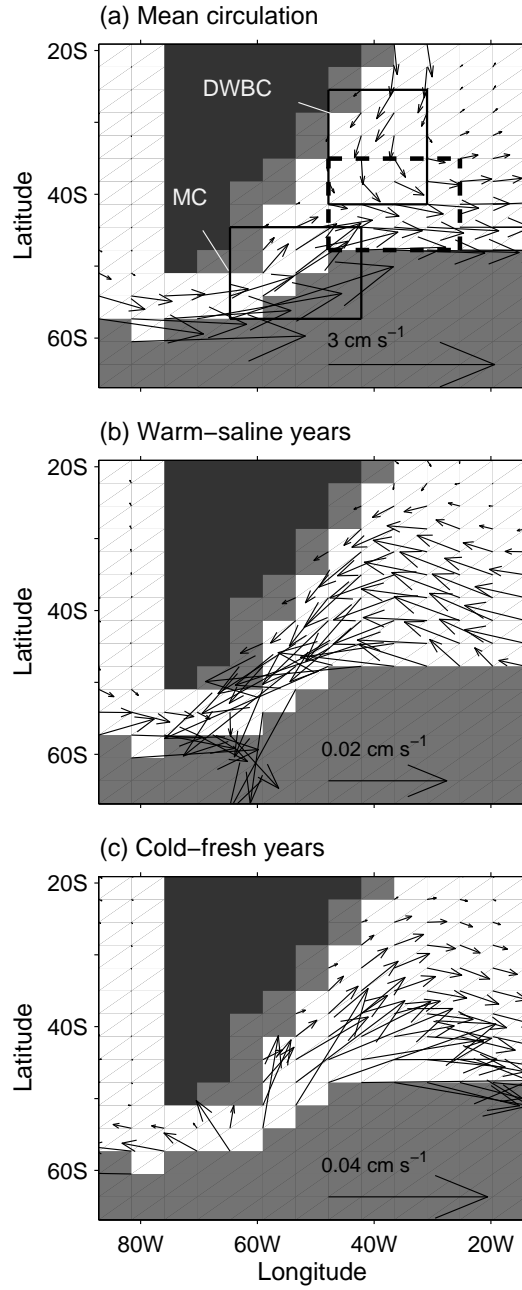 (a) Mean circulation
20S
DWBC
MC
40S
Latitude
60S
3 cm s⁻¹
(b) Warm−saline years
20S
40S
Latitude
60S
0.02 cm s⁻¹
(c) Cold−fresh years
20S
40S
Latitude
60S
0.04 cm s⁻¹
80W 60W 40W 20W
Longitude